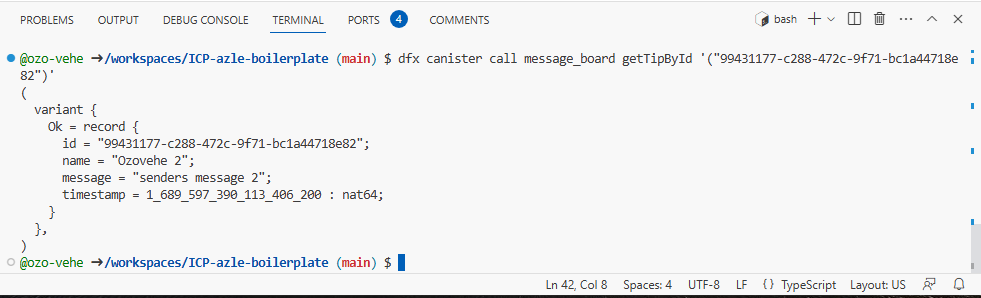 PROBLEMS OUTPUT DEBUG CONSOLE TERMINAL PORTS 4 COMMENTS bash
@ozo-vehe ➜/workspaces/ICP-azle-boilerplate (main) $ dfx canister call message_board getTipById '("99431177-c288-472c-9f71-bc1a44718e
82")'
(
  variant {
    Ok = record {
      id = "99431177-c288-472c-9f71-bc1a44718e82";
      name = "Ozovehe 2";
      message = "senders message 2";
      timestamp = 1_689_597_390_113_406_200 : nat64;
    }
  },
)
@ozo-vehe ➜/workspaces/ICP-azle-boilerplate (main) $
Ln 42, Col 8 Spaces: 4 UTF-8 LF {} TypeScript Layout: US